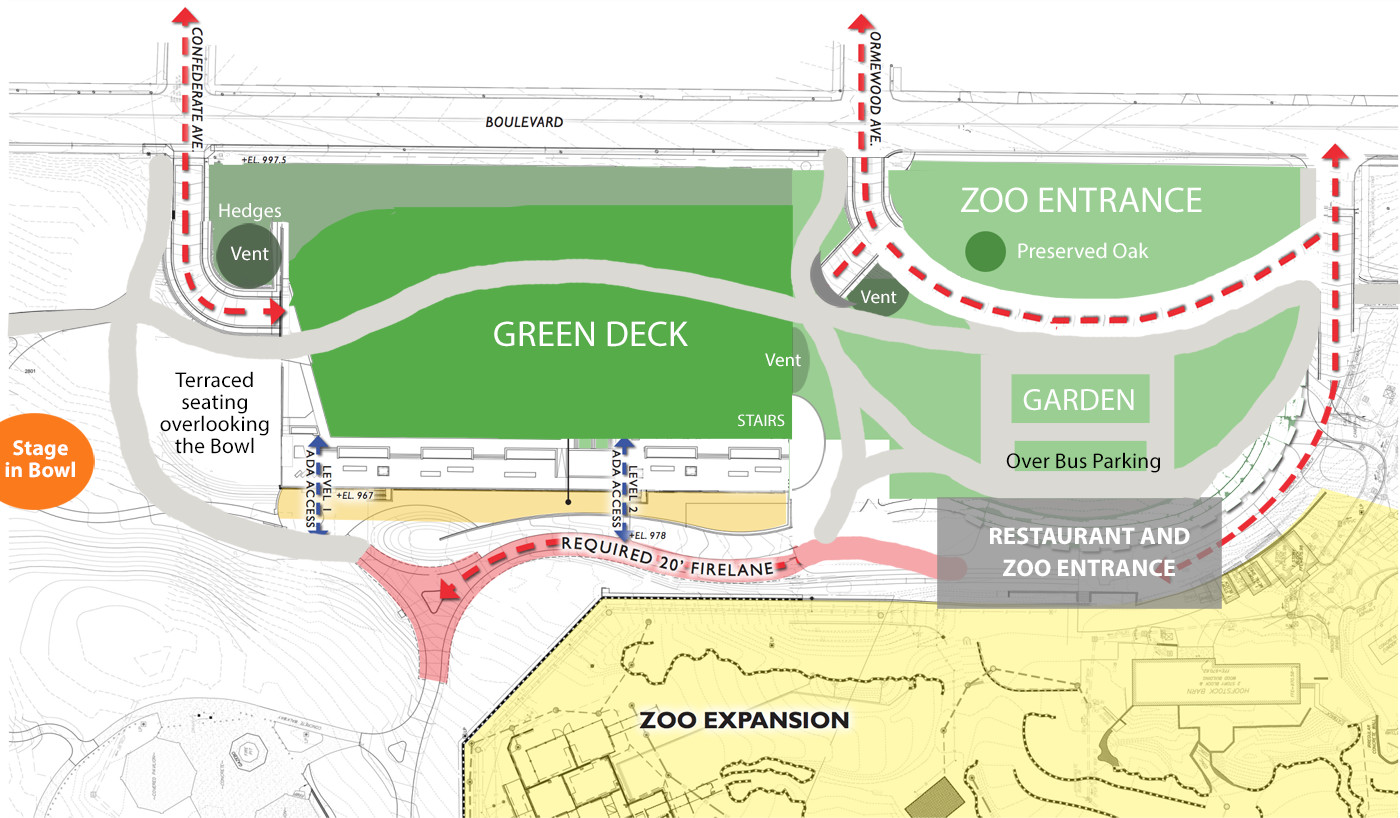 CONFEDERATE AVE.
ORMEWOOD AVE.
BOULEVARD
+EL. 997.5
ZOO ENTRANCE
Hedges
Vent
Preserved Oak
Vent
GREEN DECK
Vent
Terraced
seating
overlooking
the Bowl
GARDEN
STAIRS
Stage
in Bowl
Over Bus Parking
LEVEL 1
ADA ACCESS
LEVEL 2
ADA ACCESS
+EL. 967
+EL. 978
REQUIRED 20' FIRELANE
RESTAURANT AND
ZOO ENTRANCE
ZOO EXPANSION
HOOFSTOCK BARN